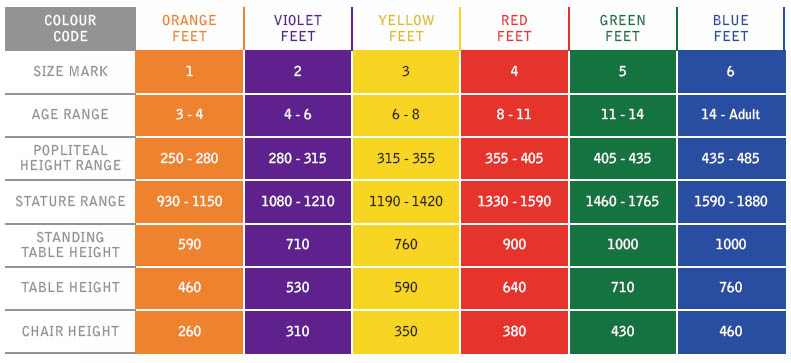 COLOUR CODE ORANGE FEET VIOLET FEET YELLOW FEET RED FEET GREEN FEET BLUE FEET
SIZE MARK 1 2 3 4 5 6
AGE RANGE 3 - 4 4 - 6 6 - 8 8 - 11 11 - 14 14 - Adult
POPLITEAL HEIGHT RANGE 250 - 280 280 - 315 315 - 355 355 - 405 405 - 435 435 - 485
STATURE RANGE 930 - 1150 1080 - 1210 1190 - 1420 1330 - 1590 1460 - 1765 1590 - 1880
STANDING TABLE HEIGHT 590 710 760 900 1000 1000
TABLE HEIGHT 460 530 590 640 710 760
CHAIR HEIGHT 260 310 350 380 430 460